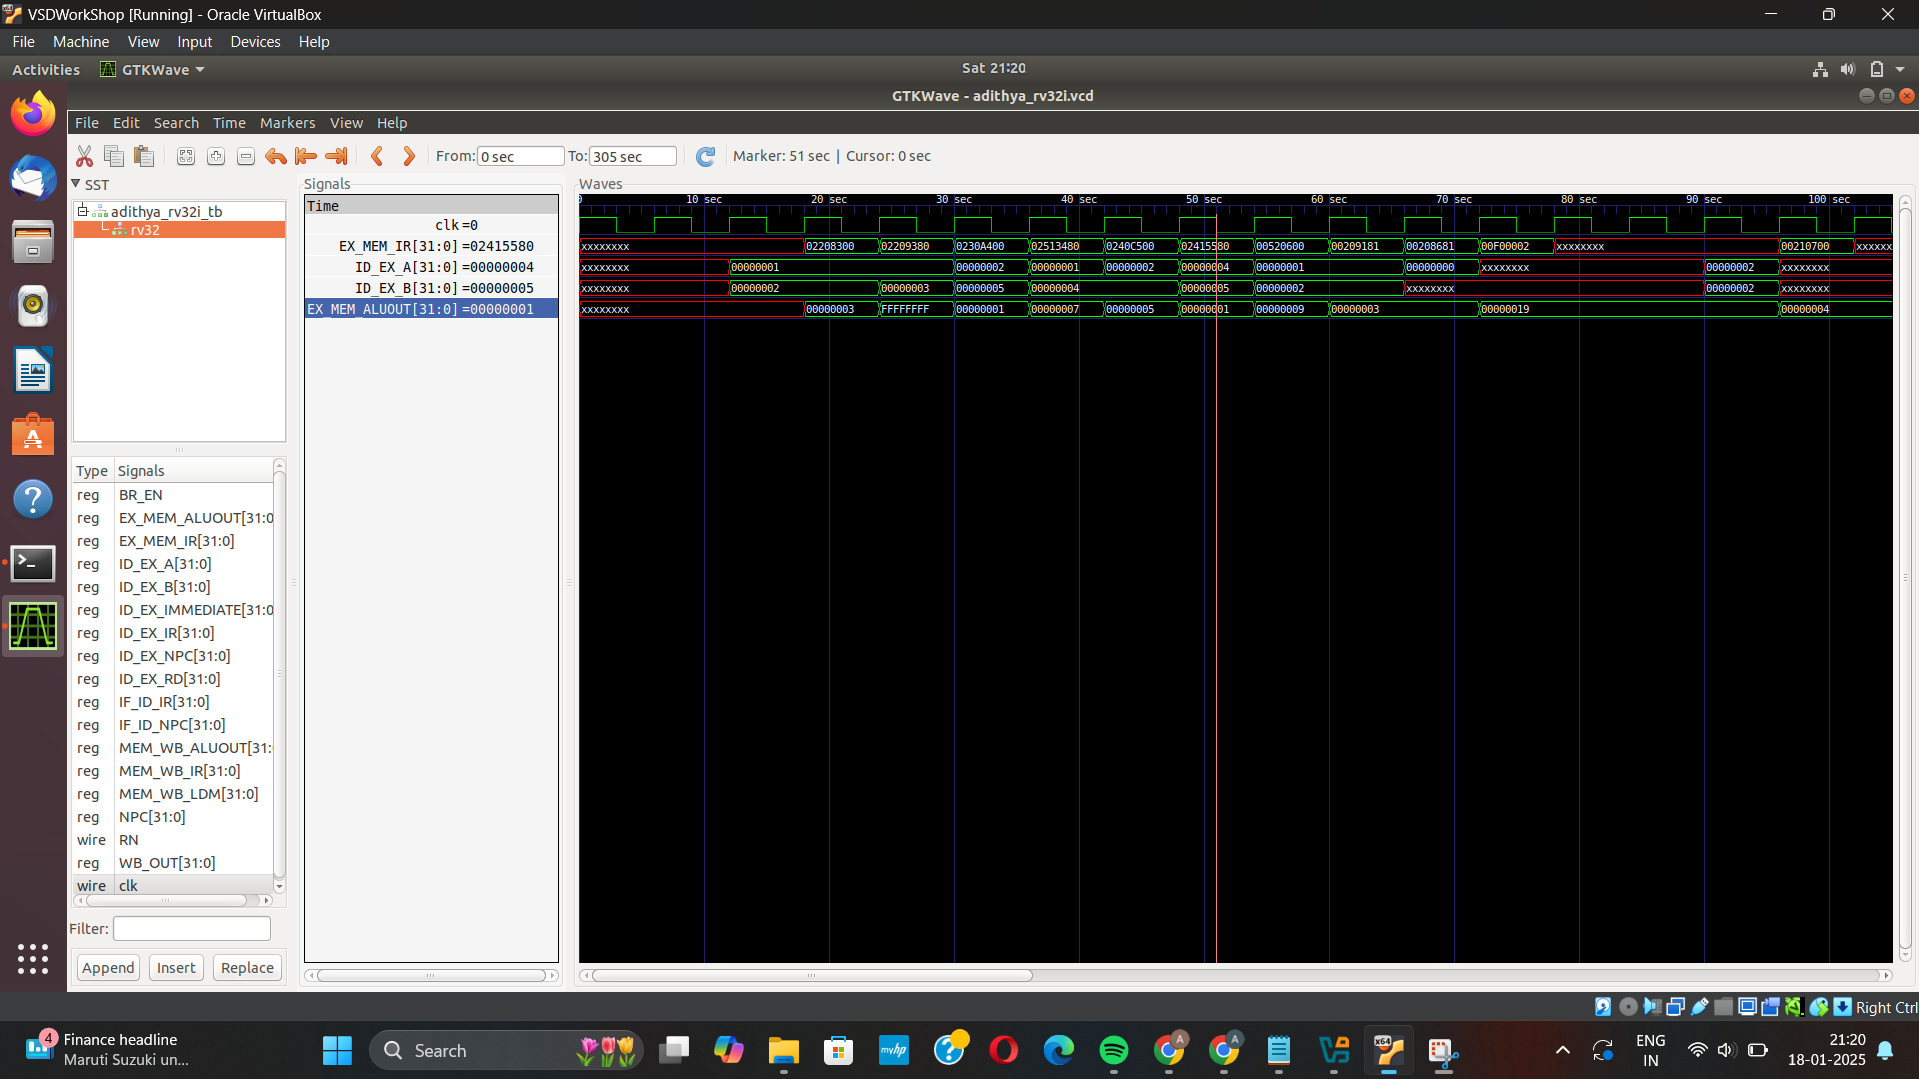 VSDWorkShop [Running] - Oracle VirtualBox
File Machine View Input Devices Help
Activities GTKWave Sat 21:20
GTKWave - adithya_rv32i.vcd
File Edit Search Time Markers View Help
From: 0 sec To: 305 sec Marker: 51 sec | Cursor: 0 sec
SST
adithya_rv32i_tb
rv32
Type Signals
reg BR_EN
reg EX_MEM_ALUOUT[31:0
reg EX_MEM_IR[31:0]
reg ID_EX_A[31:0]
reg ID_EX_B[31:0]
reg ID_EX_IMMEDIATE[31:0
reg ID_EX_IR[31:0]
reg ID_EX_NPC[31:0]
reg ID_EX_RD[31:0]
reg IF_ID_IR[31:0]
reg IF_ID_NPC[31:0]
reg MEM_WB_ALUOUT[31:
reg MEM_WB_IR[31:0]
reg MEM_WB_LDM[31:0]
reg NPC[31:0]
wire RN
reg WB_OUT[31:0]
wire clk
Filter:
Append Insert Replace
Signals
Time
clk=0
EX_MEM_IR[31:0]=02415580
ID_EX_A[31:0]=00000004
ID_EX_B[31:0]=00000005
EX_MEM_ALUOUT[31:0]=00000001
Waves
0 10 sec 20 sec 30 sec 40 sec 50 sec 60 sec 70 sec 80 sec 90 sec 100 sec
xxxxxxxx 02208300 02209380 0230A400 02513480 0240C500 02415580 00520600 00209181 00208681 00F00002 xxxxxxxx 00210700 xxxxxx
xxxxxxxx 00000001 00000002 00000001 00000002 00000004 00000001 00000000 xxxxxxxx 00000002 xxxxxxxx
xxxxxxxx 00000002 00000003 00000005 00000004 00000005 00000002 xxxxxxxx 00000002 xxxxxxxx
xxxxxxxx 00000003 FFFFFFFF 00000001 00000007 00000005 00000001 00000009 00000003 00000019 00000004
Right Ctrl
4
Finance headline
Maruti Suzuki un...
Search
myhp
A
A
x64
ENG
IN
21:20
18-01-2025